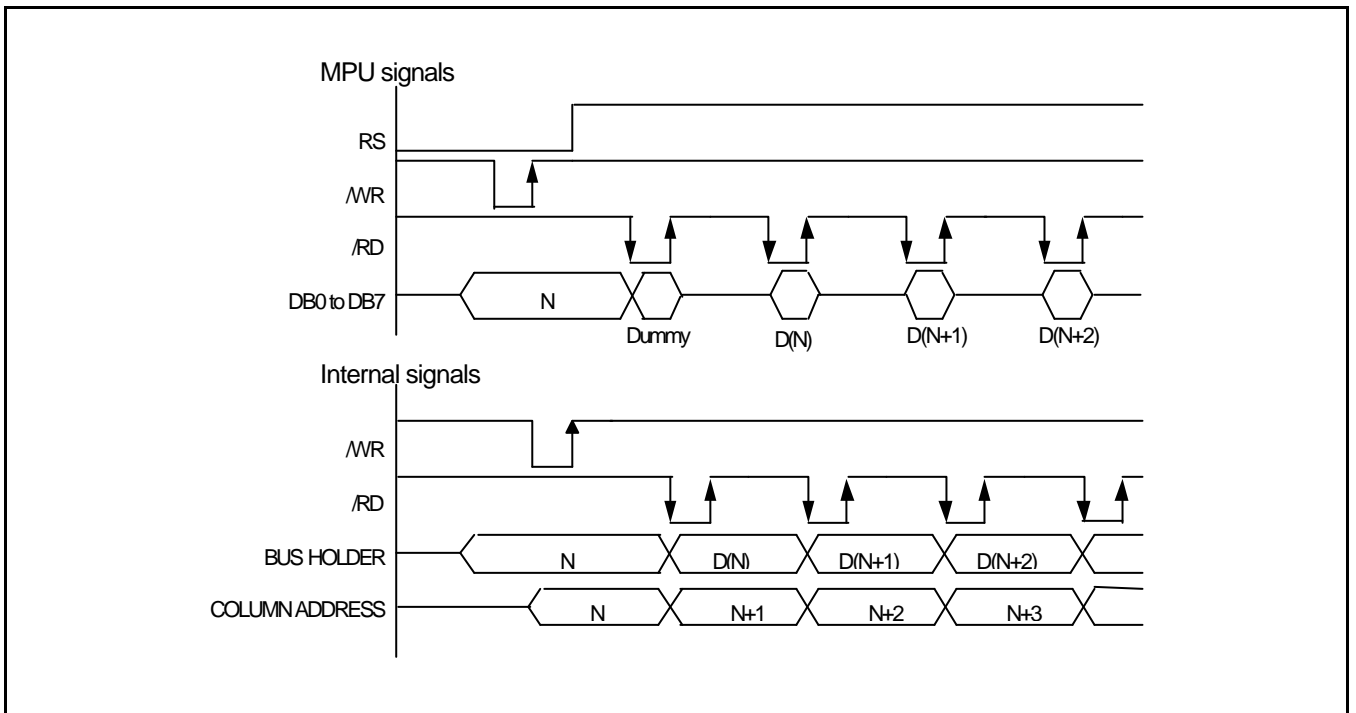 MPU signals
RS
/WR
/RD
DB0 to DB7
N
Dummy
D(N)
D(N+1)
D(N+2)
Internal signals
/WR
/RD
BUS HOLDER
N
D(N)
D(N+1)
D(N+2)
COLUMN ADDRESS
N
N+1
N+2
N+3